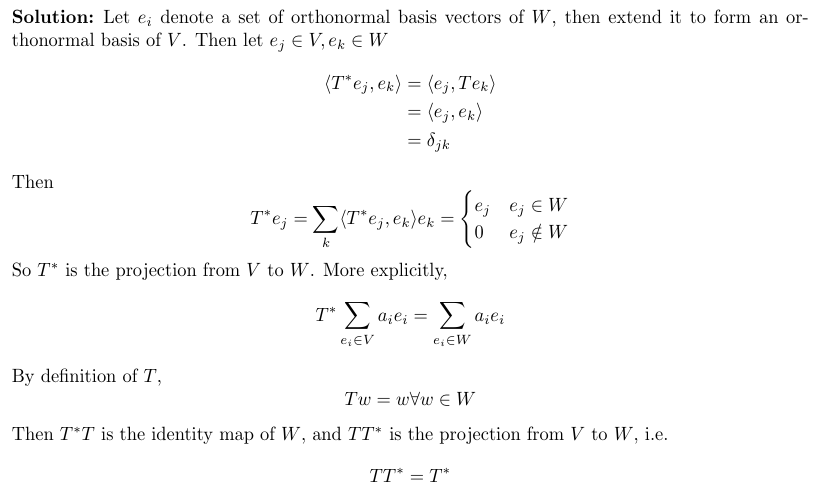 Solution: Let e_i denote a set of orthonormal basis vectors of W, then extend it to form an or-
thonormal basis of V. Then let e_j ∈ V, e_k ∈ W
⟨T*e_j, e_k⟩ = ⟨e_j, Te_k⟩
= ⟨e_j, e_k⟩
= δ_{jk}
Then
T*e_j = ∑_k ⟨T*e_j, e_k⟩e_k = { e_j e_j ∈ W
0 e_j ∉ W
So T* is the projection from V to W. More explicitly,
T* ∑_{e_i∈V} a_i e_i = ∑_{e_i∈W} a_i e_i
By definition of T,
Tw = w∀w ∈ W
Then T*T is the identity map of W, and TT* is the projection from V to W, i.e.
TT* = T*